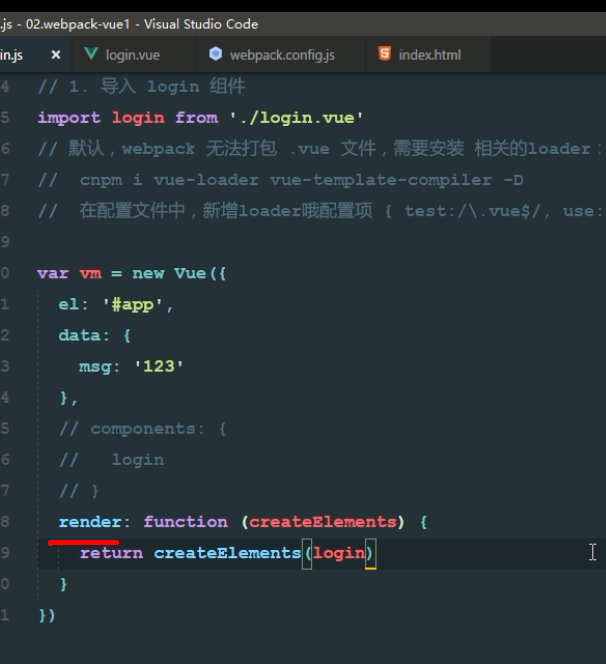 .js - 02.webpack-vue1 - Visual Studio Code
in.js × login.vue webpack.config.js index.html
4 // 1. 导入 login 组件
5 import login from './login.vue'
6 // 默认，webpack 无法打包 .vue 文件，需要安装 相关的loader：
7 //  cnpm i vue-loader vue-template-compiler -D
8 //  在配置文件中，新增loader哦配置项 { test:/\.vue$/, use:
9
0 var vm = new Vue({
1   el: '#app',
2   data: {
3     msg: '123'
4   },
5   // components: {
6   //   login
7   // }
8   render: function (createElements) {
9     return createElements(login)
0   }
1 })